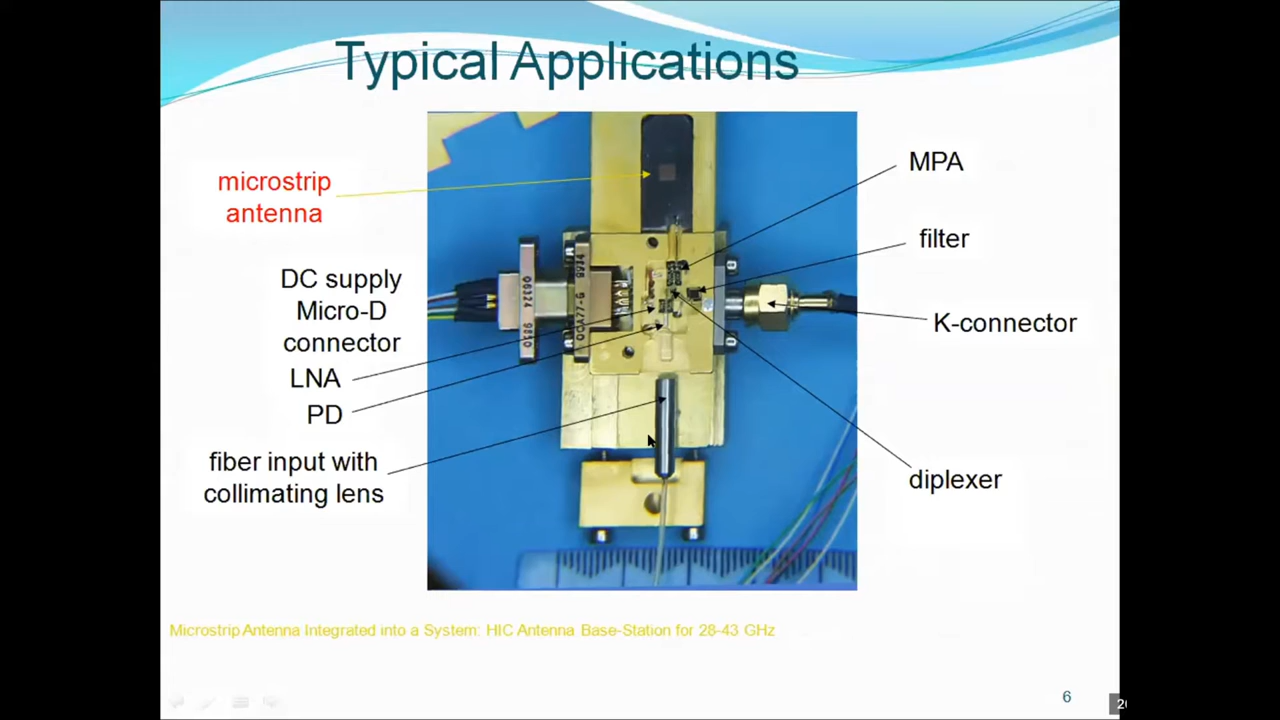 Typical Applications
microstrip
antenna
DC supply
Micro-D
connector
LNA
PD
fiber input with
collimating lens
MPA
filter
K-connector
diplexer
Microstrip Antenna Integrated into a System: HIC Antenna Base-Station for 28-43 GHz
6